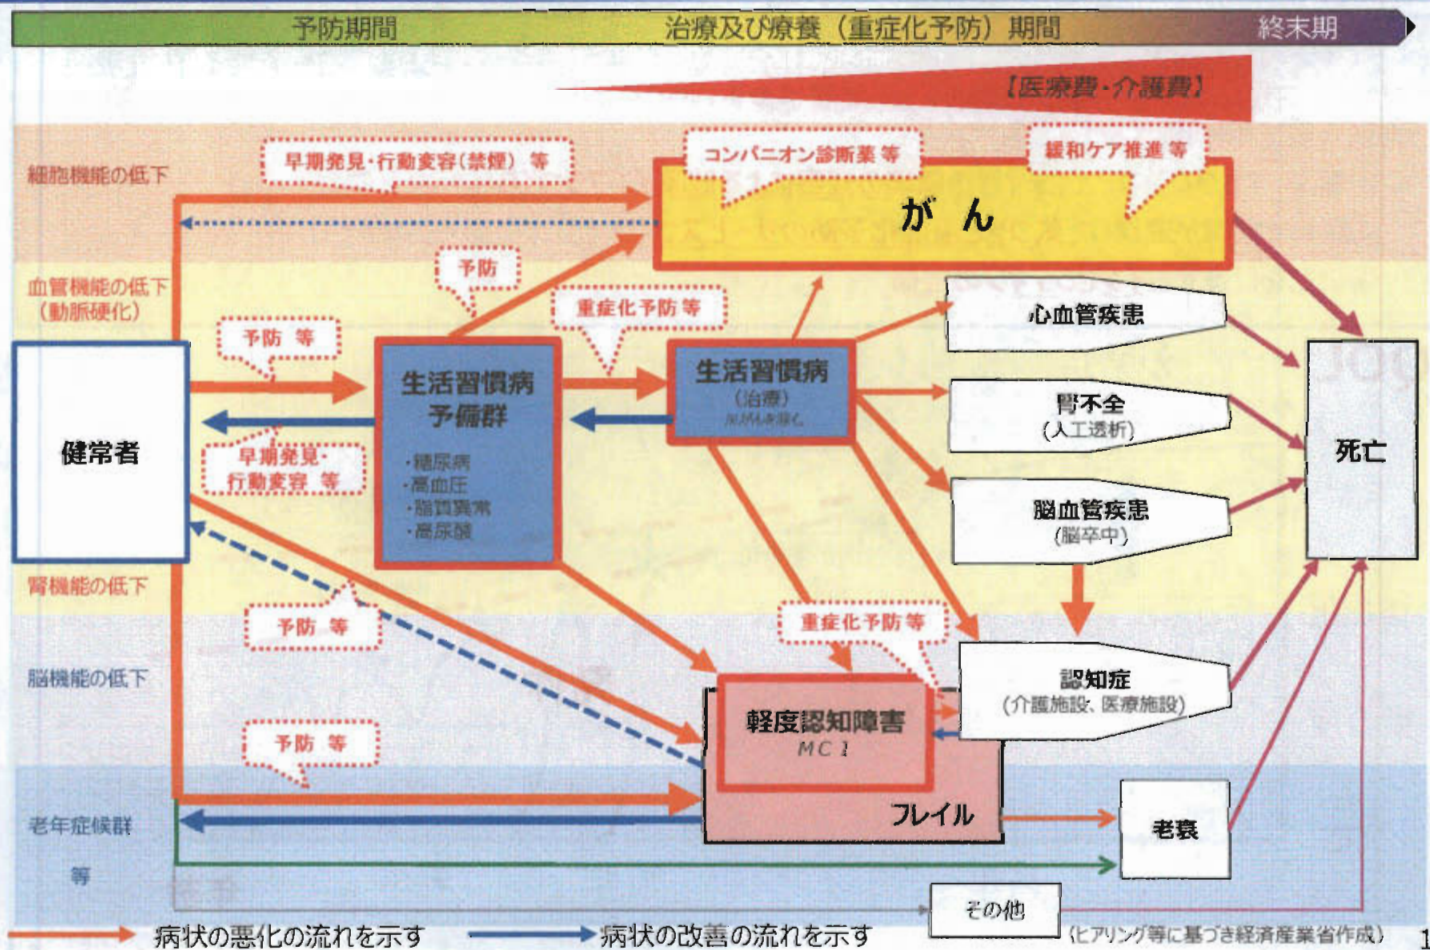 予防期間
治療及び療養（重症化予防）期間
終末期
【医療費・介護費】
細胞機能の低下
早期発見・行動変容(禁煙) 等
コンパニオン診断薬 等
緩和ケア推進 等
がん
血管機能の低下
（動脈硬化）
予防
重症化予防 等
心血管疾患
予防 等
健常者
生活習慣病
予備群
・糖尿病
・高血圧
・脂質異常
・高尿酸
生活習慣病
(治療)
腎不全
(人工透析)
死亡
早期発見・
行動変容 等
脳血管疾患
(脳卒中)
腎機能の低下
予防 等
重症化予防 等
脳機能の低下
認知症
(介護施設、医療施設)
軽度認知障害
MC I
予防 等
フレイル
老年症候群
等
老衰
その他
病状の悪化の流れを示す
病状の改善の流れを示す
(ヒアリング等に基づき経済産業省作成)
1